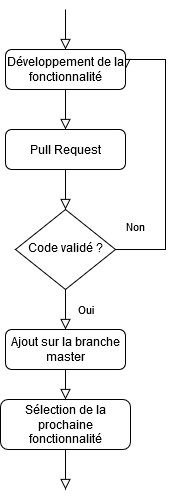 Développement de la
fonctionnalité
Pull Request
Code validé ?
Non
Oui
Ajout sur la branche
master
Sélection de la
prochaine
fonctionnalité